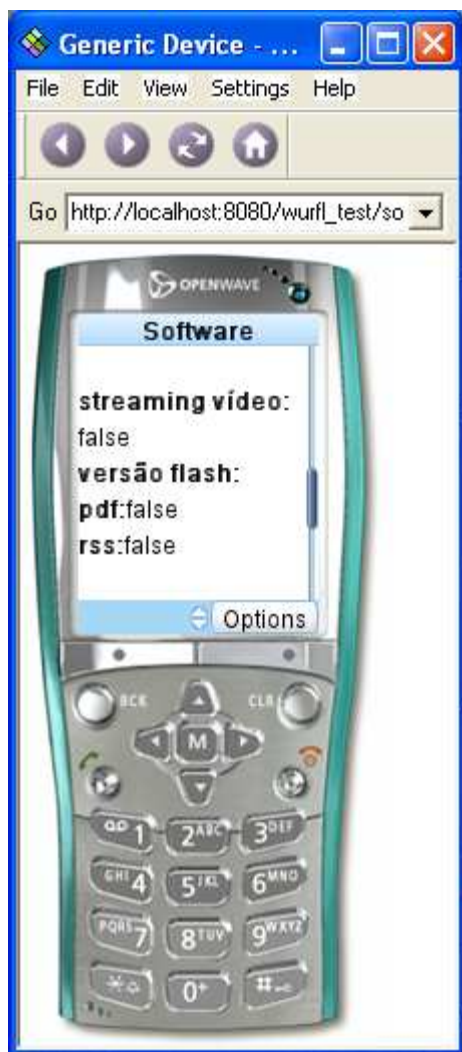 Generic Device - ...
File Edit View Settings Help
Go http://localhost:8080/wurfl_test/so
OPENWAVE
Software
streaming vídeo:
false
versão flash:
pdf:false
rss:false
Options
BCK CLR
M
1 2ABC 3DEF
GHI4 5JKL 6MNO
PQRS7 8TUV 9WXYZ
* 0+ #